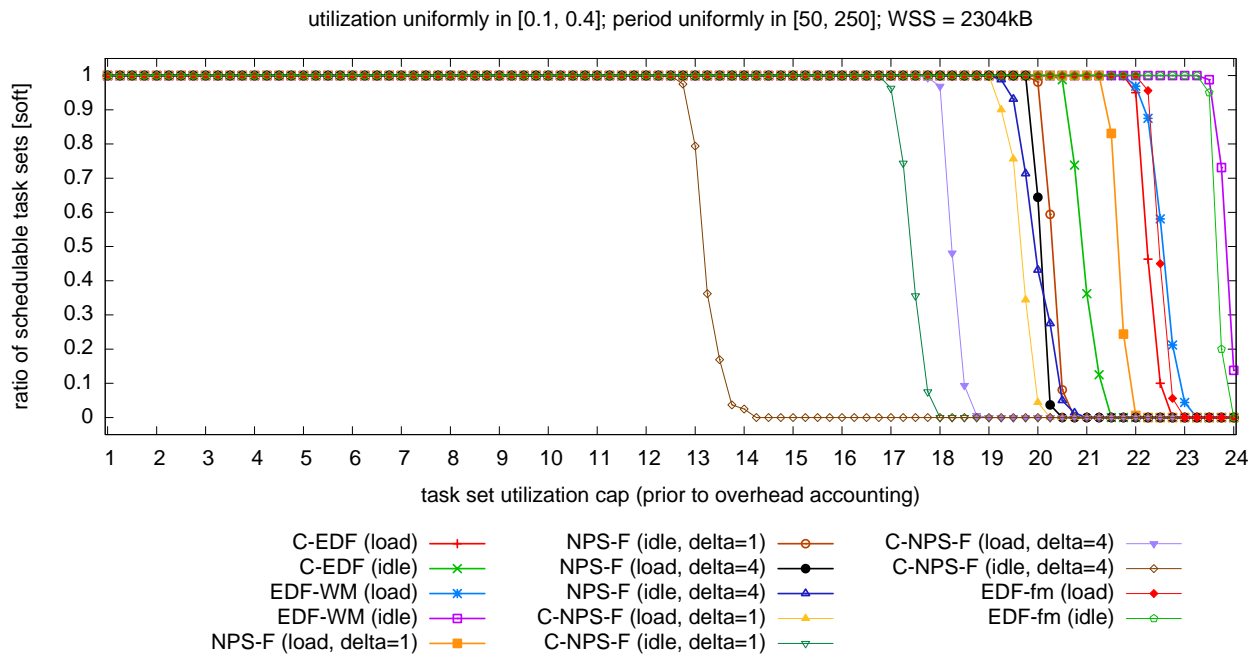 utilization uniformly in [0.1, 0.4]; period uniformly in [50, 250]; WSS = 2304kB
ratio of schedulable task sets [soft]
1
0.9
0.8
0.7
0.6
0.5
0.4
0.3
0.2
0.1
0
1 2 3 4 5 6 7 8 9 10 11 12 13 14 15 16 17 18 19 20 21 22 23 24
task set utilization cap (prior to overhead accounting)
C-EDF (load)
C-EDF (idle)
EDF-WM (load)
EDF-WM (idle)
NPS-F (load, delta=1)
NPS-F (idle, delta=1)
NPS-F (load, delta=4)
NPS-F (idle, delta=4)
C-NPS-F (load, delta=1)
C-NPS-F (idle, delta=1)
C-NPS-F (load, delta=4)
C-NPS-F (idle, delta=4)
EDF-fm (load)
EDF-fm (idle)